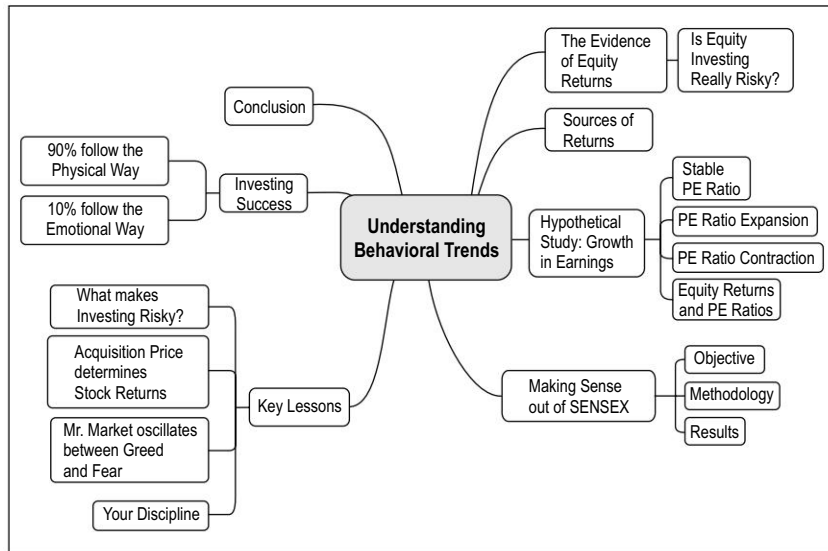 Understanding
Behavioral Trends
The Evidence
of Equity
Returns
Is Equity
Investing
Really Risky?
Sources of
Returns
Hypothetical
Study: Growth
in Earnings
Stable
PE Ratio
PE Ratio Expansion
PE Ratio Contraction
Equity Returns
and PE Ratios
Making Sense
out of SENSEX
Objective
Methodology
Results
Key Lessons
What makes
Investing Risky?
Acquisition Price
determines
Stock Returns
Mr. Market oscillates
between Greed
and Fear
Your Discipline
Investing
Success
90% follow the
Physical Way
10% follow the
Emotional Way
Conclusion